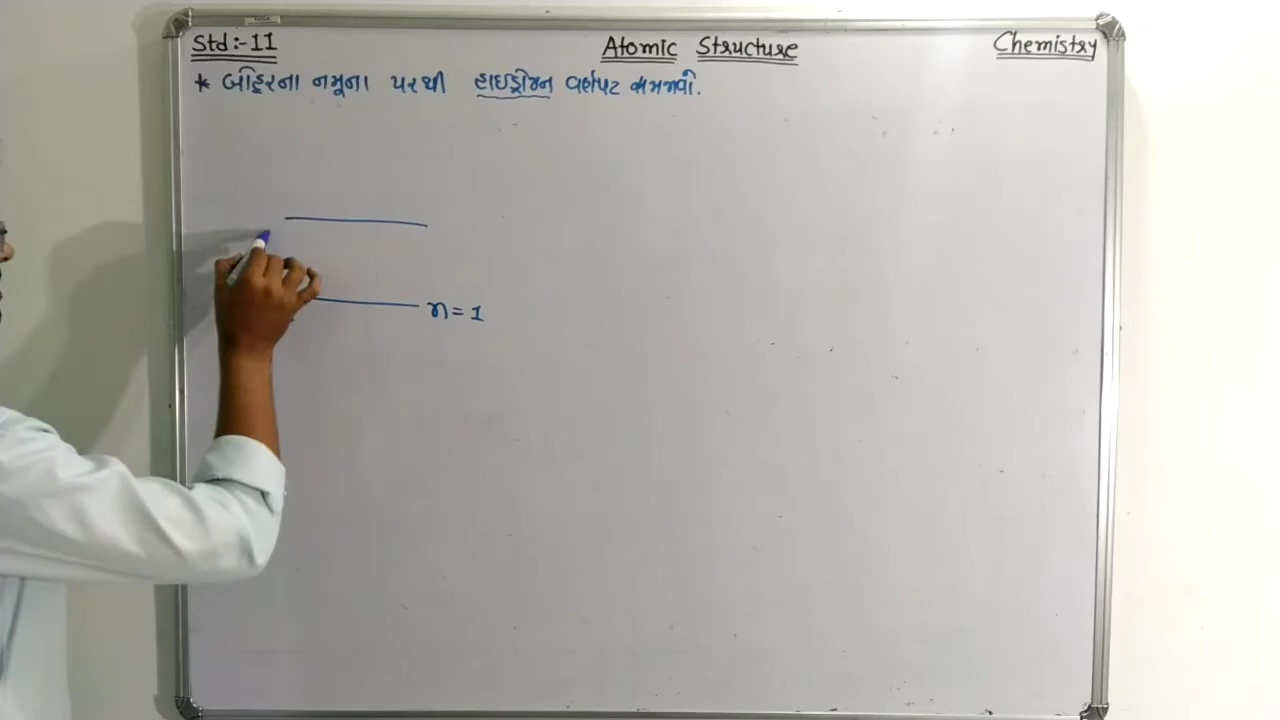 Std:-11 Atomic Structure Chemistry
* બોહરના નમૂના પરથી હાઇડ્રોજન વર્ણપટ સમજાવો.
n = 1